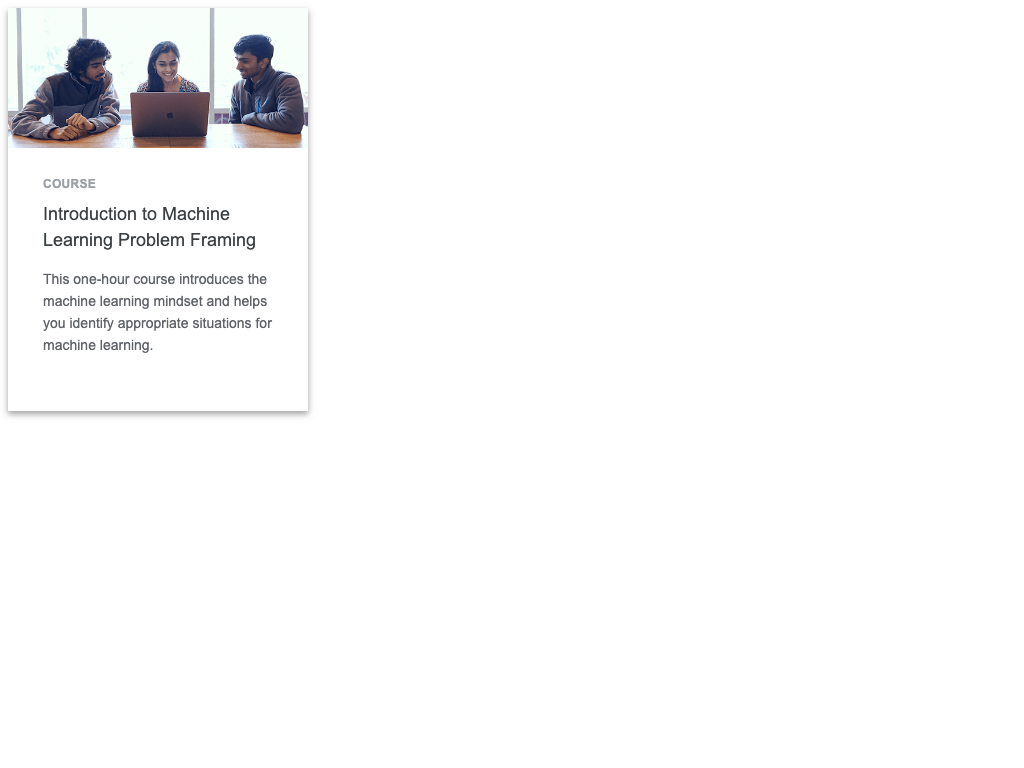 COURSE
Introduction to Machine
Learning Problem Framing
This one-hour course introduces the
machine learning mindset and helps
you identify appropriate situations for
machine learning.